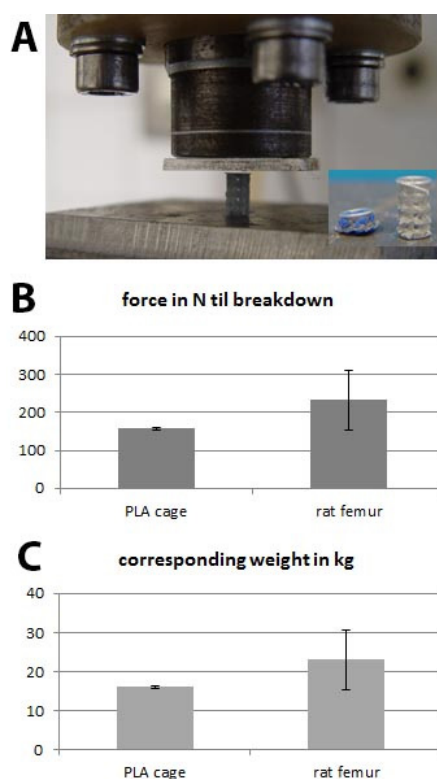 A
B
force in N til breakdown
400
300
200
100
0
PLA cage
rat femur
C
corresponding weight in kg
40
30
20
10
0
PLA cage
rat femur